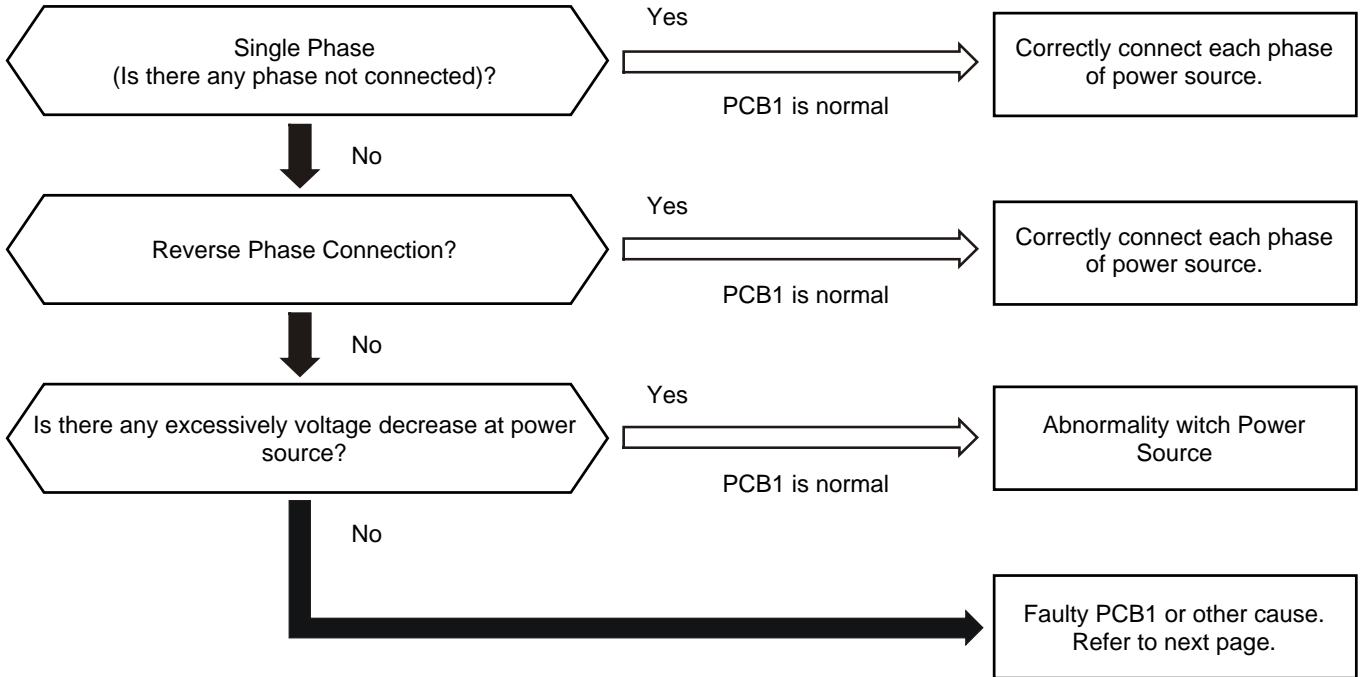 Single Phase
(Is there any phase not connected)?
Yes
PCB1 is normal
Correctly connect each phase
of power source.
No
Reverse Phase Connection?
Yes
PCB1 is normal
Correctly connect each phase
of power source.
No
Is there any excessively voltage decrease at power
source?
Yes
PCB1 is normal
Abnormality witch Power
Source
No
Faulty PCB1 or other cause.
Refer to next page.